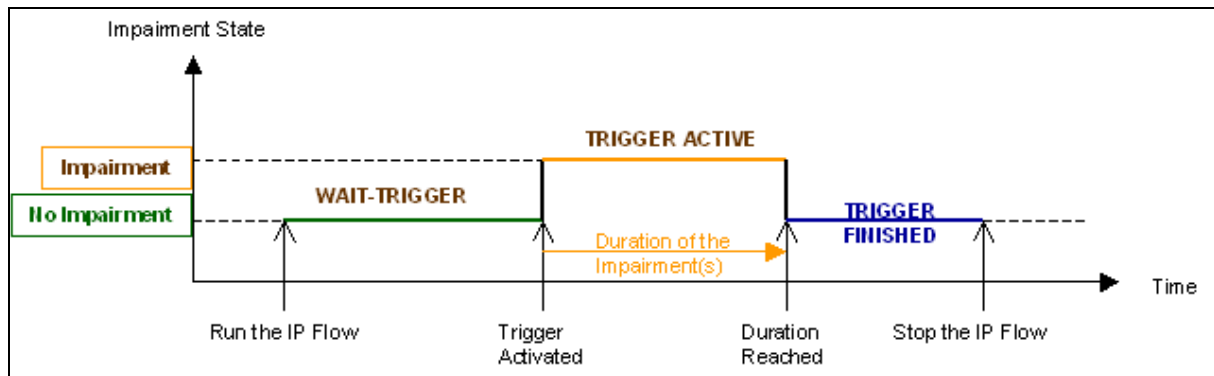 Impairment State
TRIGGER ACTIVE
Impairment
WAIT-TRIGGER
No Impairment
TRIGGER
FINISHED
Duration of the
Impairment(s)
Time
Run the IP Flow
Trigger
Activated
Duration
Reached
Stop the IP Flow